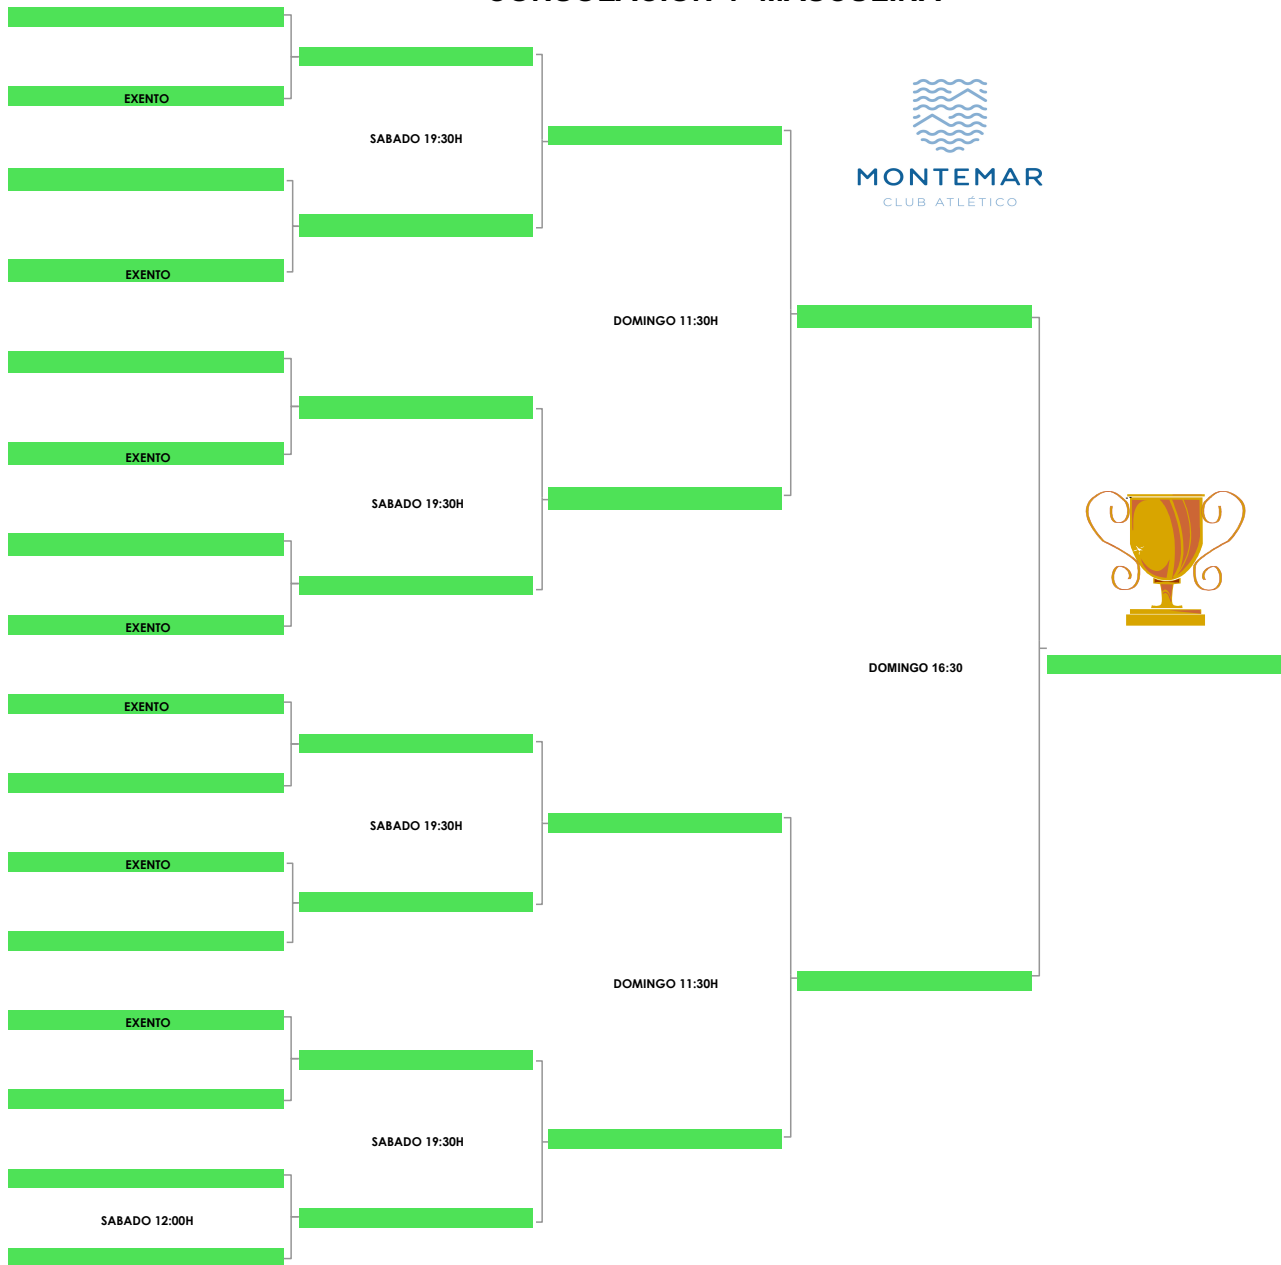 MASCULINA
EXENTO
SABADO 19:30H
MONTEMAR
CLUB ATLÉTICO
EXENTO
DOMINGO 11:30H
EXENTO
SABADO 19:30H
EXENTO
DOMINGO 16:30
EXENTO
SABADO 19:30H
EXENTO
DOMINGO 11:30H
EXENTO
SABADO 19:30H
SABADO 12:00H